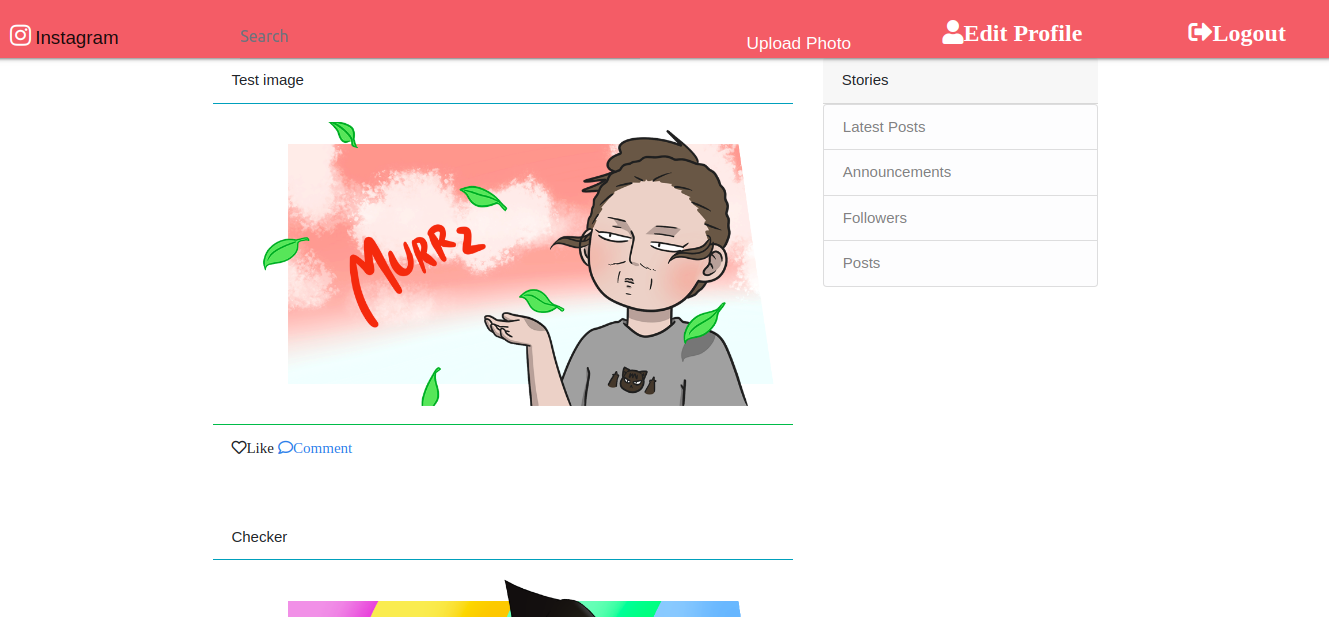 Instagram
Search
Upload Photo
Edit Profile
Logout
Test image
MURRZ
Like Comment
Checker
Stories
Latest Posts
Announcements
Followers
Posts